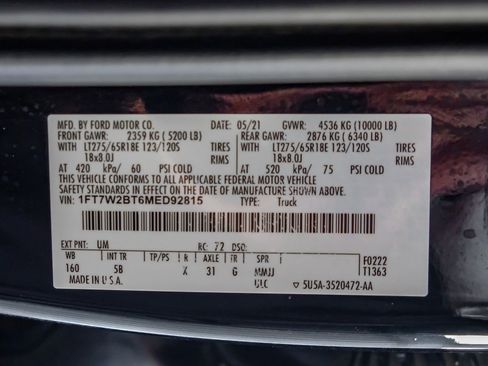 MFD. BY FORD MOTOR CO. DATE: 05/21 GVWR: 4536 KG (10000 LB)
FRONT GAWR: 2359 KG ( 5200 LB) REAR GAWR: 2876 KG ( 6340 LB)
LT275/65R18E 123/120S TIRES LT275/65R18E 123/120S TIRES
18x8.0J RIMS 18x8.0J RIMS
AT 420 kPa/ 60 PSI COLD AT 520 kPa/ 75 PSI COLD
THIS VEHICLE CONFORMS TO ALL APPLICABLE FEDERAL MOTOR VEHICLE
SAFETY STANDARDS IN EFFECT ON THE DATE OF MANUFACTURE SHOWN ABOVE.
VIN: 1FT7W2BT6MED92815 TYPE: Truck
EXT PNT: UM RC: 72 DSO:
WB INT TR TP/PS R AXLE TR SPR F0222
160 5B X 31 G MMJJ T1363
MADE IN U.S.A. 5U5A-3520472-AA